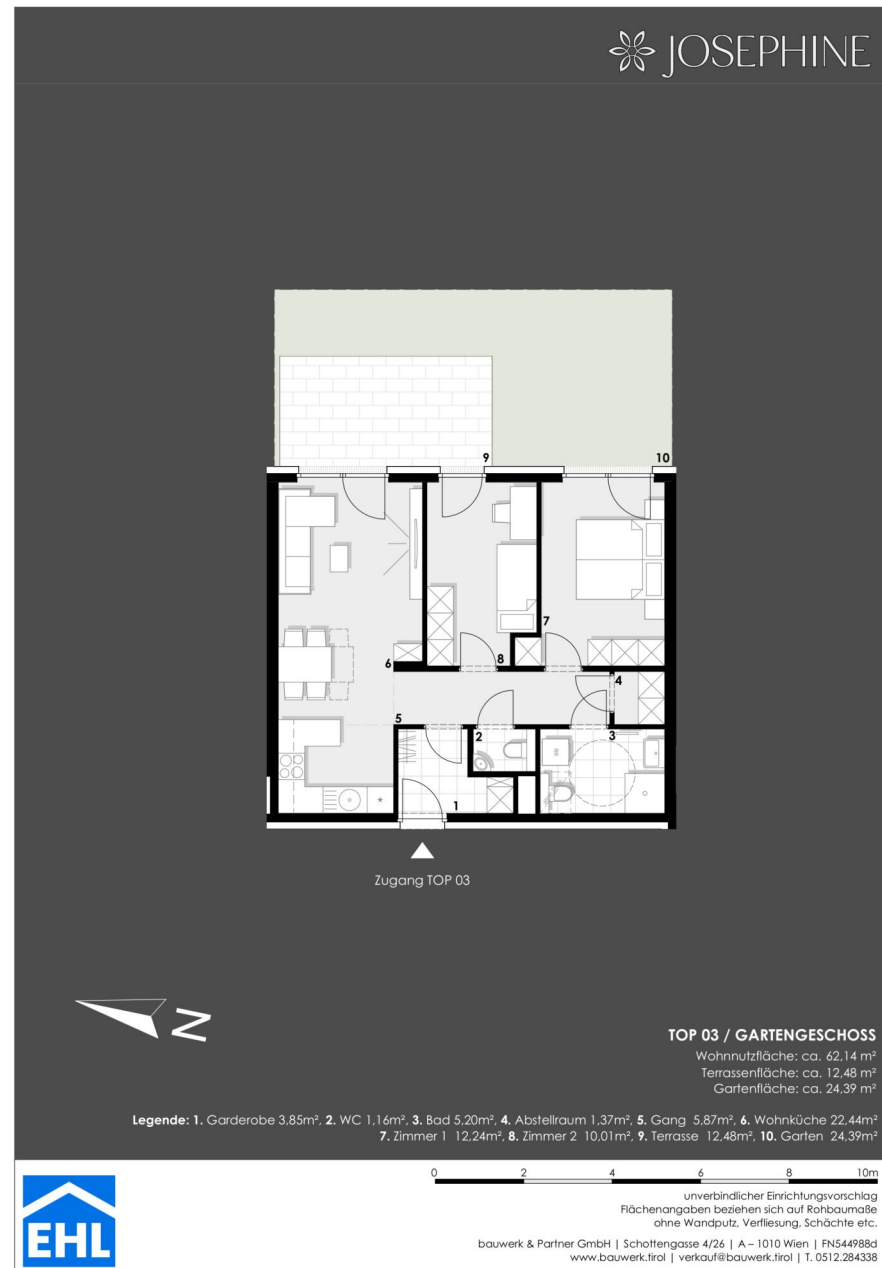 JOSEPHINE
9
10
7
6
8
4
5
2
3
1
Zugang TOP 03
N
TOP 03 / GARTENGESCHOSS
Wohnnutzfläche: ca. 62,14 m²
Terrassenfläche: ca. 12,48 m²
Gartenfläche: ca. 24,39 m²
Legende: 1. Garderobe 3,85m², 2. WC 1,16m², 3. Bad 5,20m², 4. Abstellraum 1,37m², 5. Gang 5,87m², 6. Wohnküche 22,44m²
7. Zimmer 1 12,24m², 8. Zimmer 2 10,01m², 9. Terrasse 12,48m², 10. Garten 24,39m²
0 2 4 6 8 10m
unverbindlicher Einrichtungsvorschlag
Flächenangaben beziehen sich auf Rohbaumaße
ohne Wandputz, Verfliesung, Schächte etc.
EHL
bauwerk & Partner GmbH | Schottengasse 4/26 | A – 1010 Wien | FN544988d
www.bauwerk.tirol | verkauf@bauwerk.tirol | T. 0512.284338